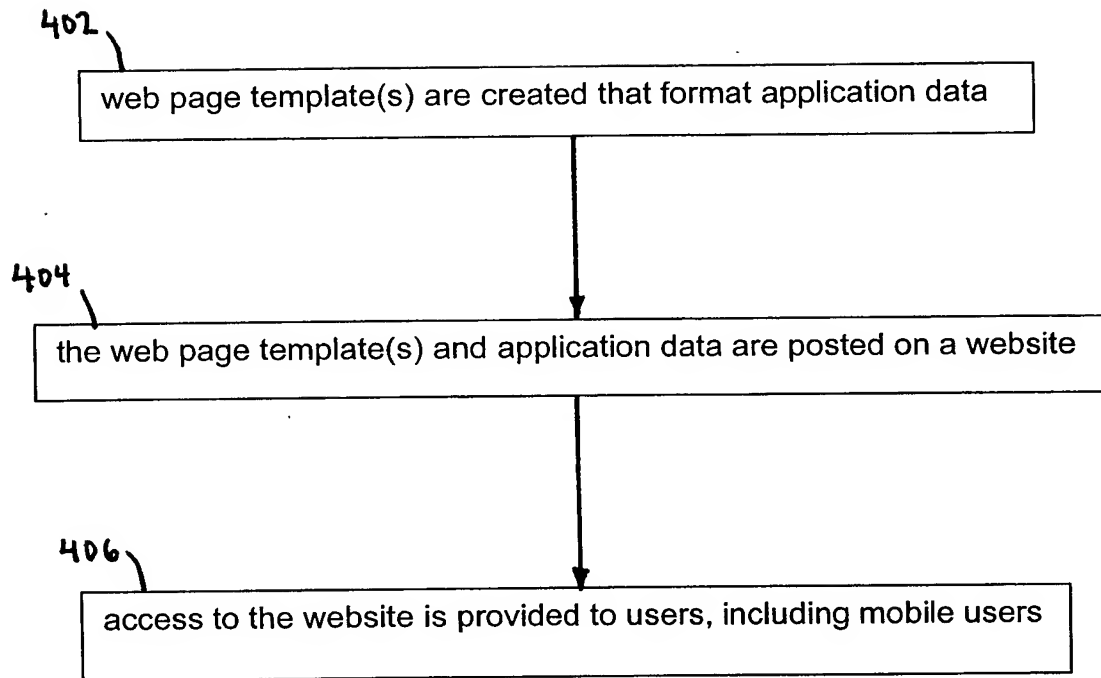 402
web page template(s) are created that format application data
404
the web page template(s) and application data are posted on a website
406
access to the website is provided to users, including mobile users